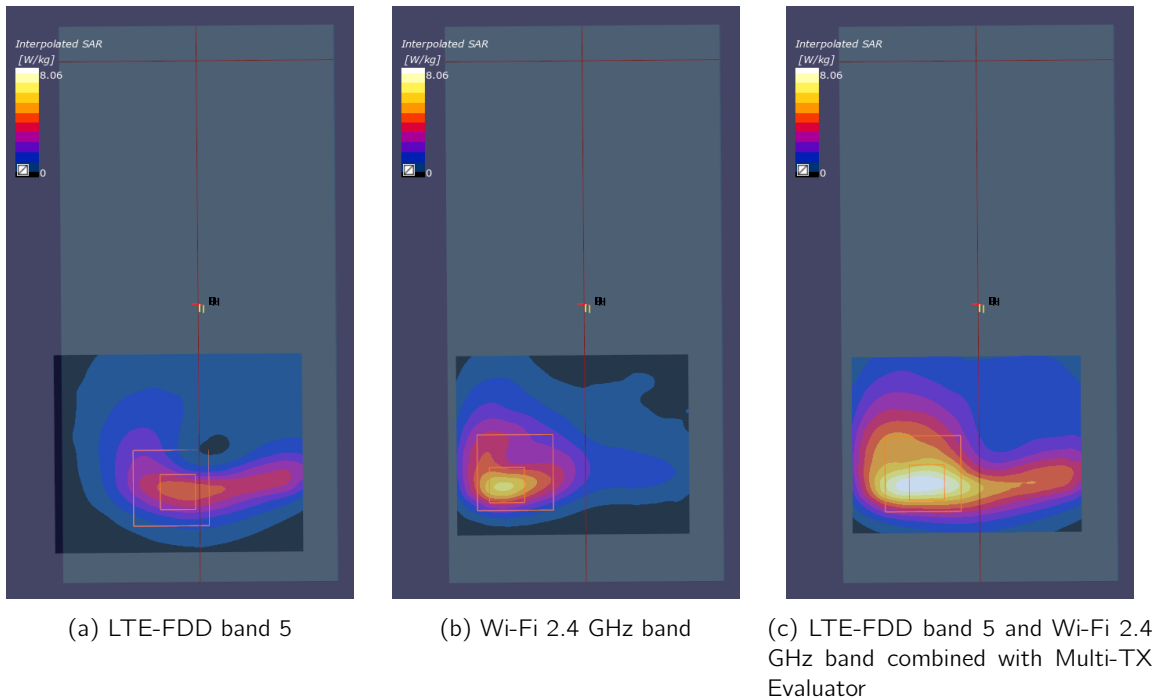 Interpolated SAR
[W/kg]
8.06
0
Interpolated SAR
[W/kg]
8.06
0
Interpolated SAR
[W/kg]
8.06
0
(a) LTE-FDD band 5
(b) Wi-Fi 2.4 GHz band
(c) LTE-FDD band 5 and Wi-Fi 2.4
GHz band combined with Multi-TX
Evaluator